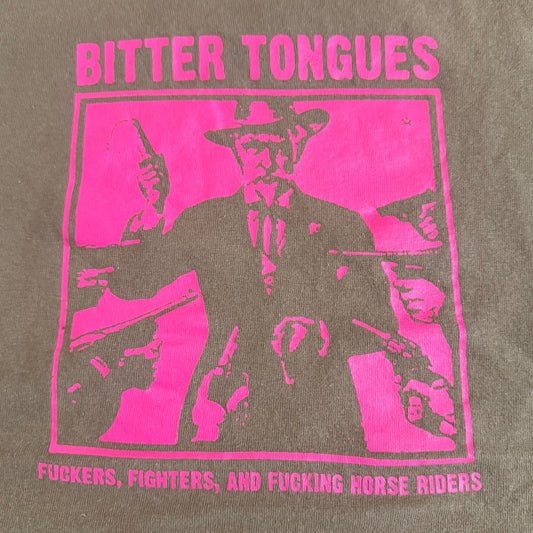 BITTER TONGUES
FUCKERS, FIGHTERS, AND FUCKING HORSE RIDERS